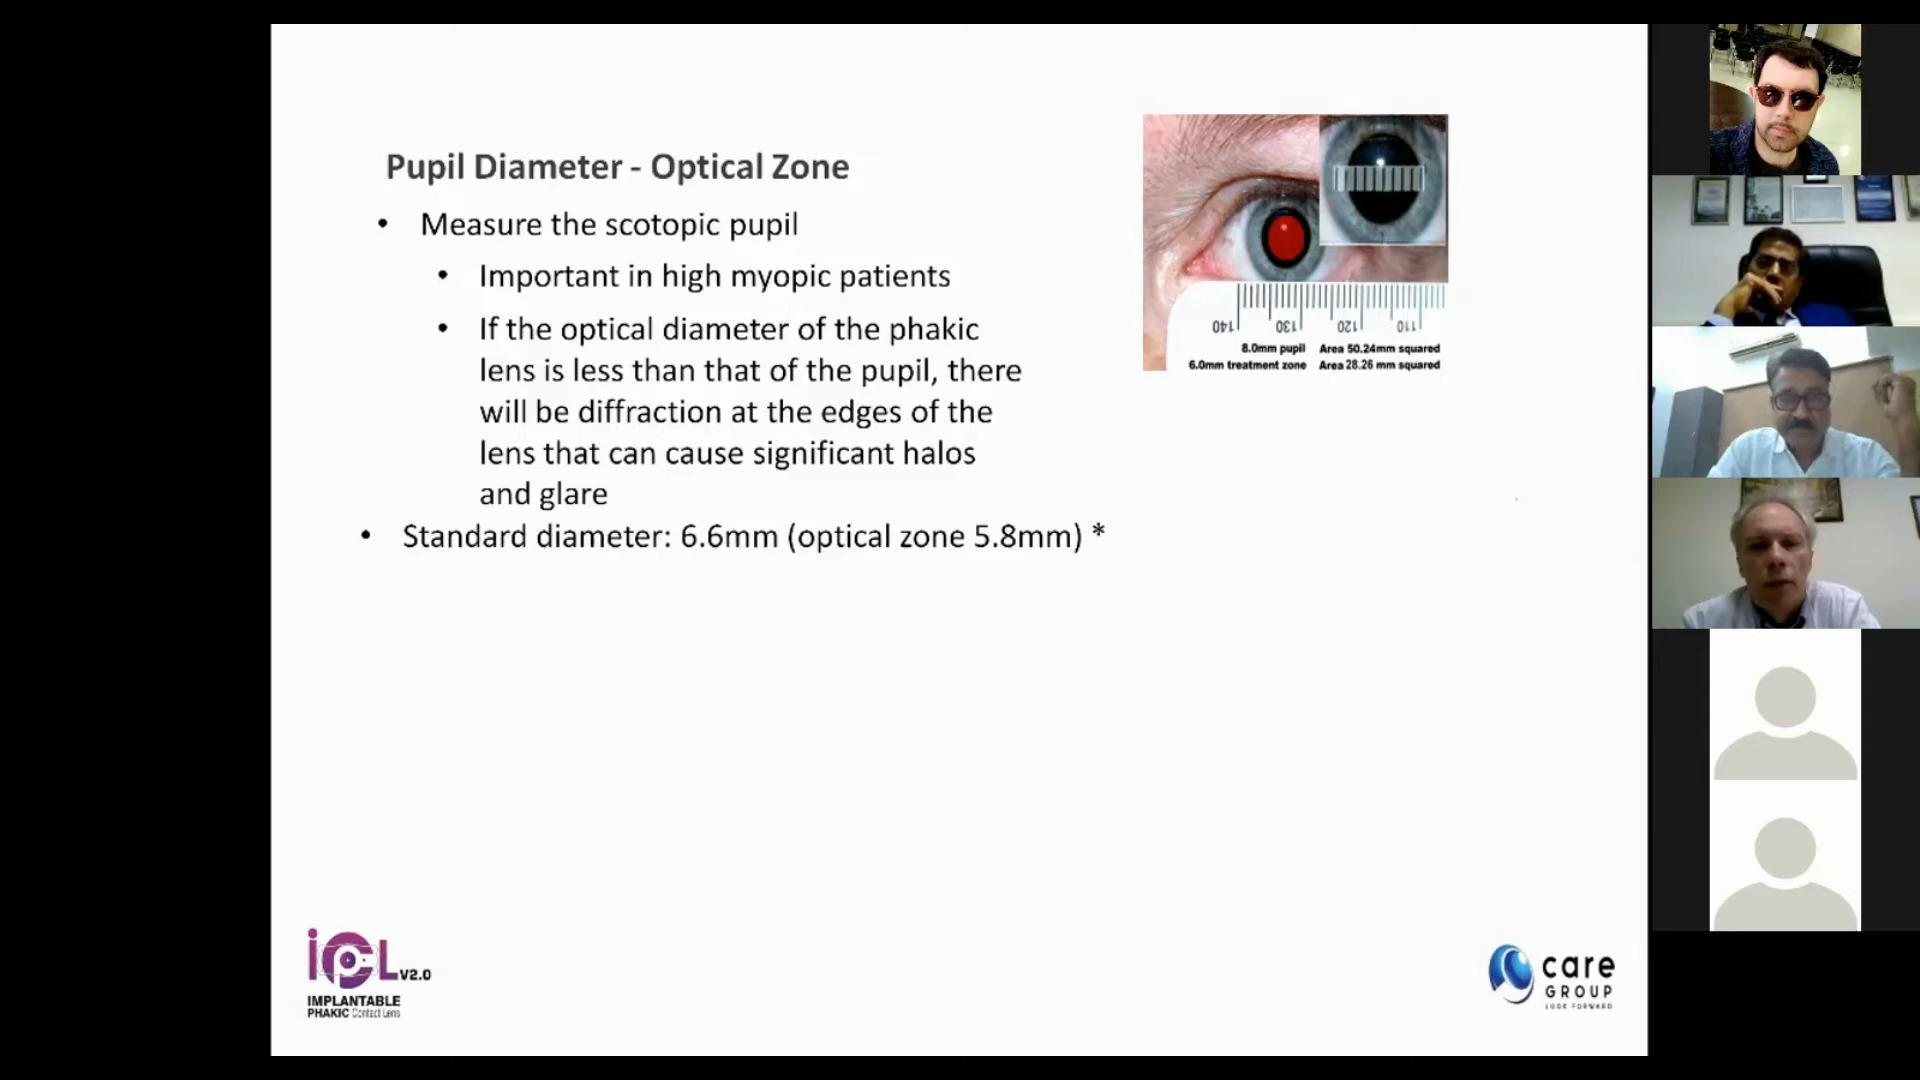 Pupil Diameter - Optical Zone
• Measure the scotopic pupil
• Important in high myopic patients
• If the optical diameter of the phakic
lens is less than that of the pupil, there
will be diffraction at the edges of the
lens that can cause significant halos
and glare
• Standard diameter: 6.6mm (optical zone 5.8mm) *
140 130 120 110
8.0mm pupil Area 50.24mm squared
6.0mm treatment zone Area 28.26 mm squared
ipcL V2.0
IMPLANTABLE
PHAKIC Contact Lens
care
GROUP
LOOK FORWARD